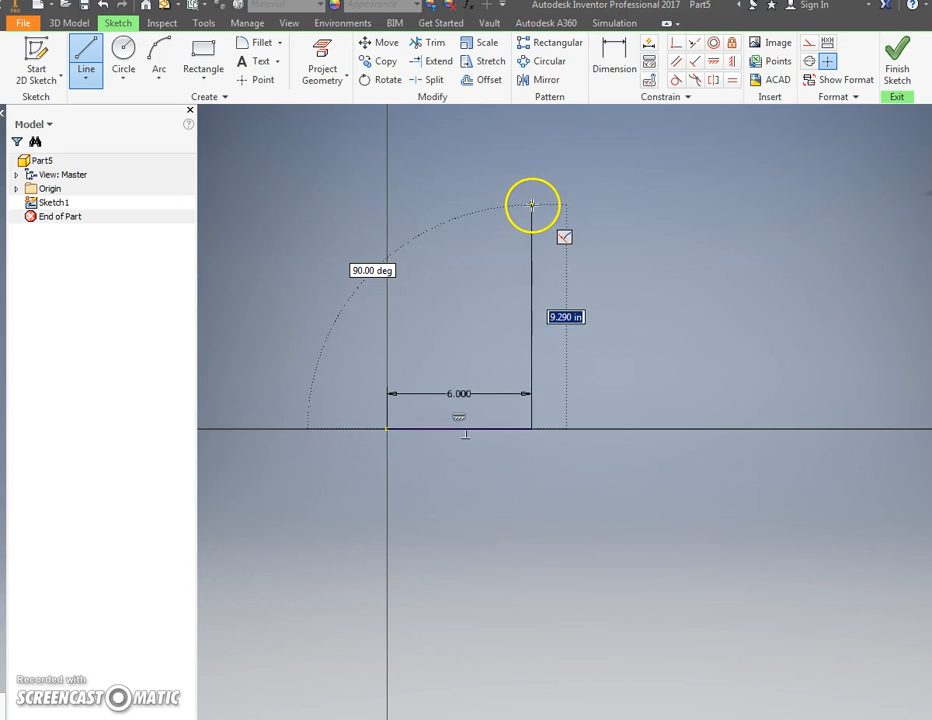 Material
Appearance
Autodesk Inventor Professional 2017 Part5
Sign In
File
3D Model
Sketch
Inspect
Tools
Manage
View
Environments
BIM
Get Started
Vault
Autodesk A360
Simulation
Start
2D Sketch
Line
Circle
Arc
Rectangle
Fillet
Text
Point
Project
Geometry
Move
Copy
Rotate
Trim
Extend
Split
Scale
Stretch
Offset
Rectangular
Circular
Mirror
Dimension
Image
Points
ACAD
Show Format
Finish
Sketch
Sketch
Create
Modify
Pattern
Constrain
Insert
Format
Exit
Model
Part5
View: Master
Origin
Sketch1
End of Part
90.00 deg
9.290 in
6.000
Recorded with
SCREENCAST MATIC